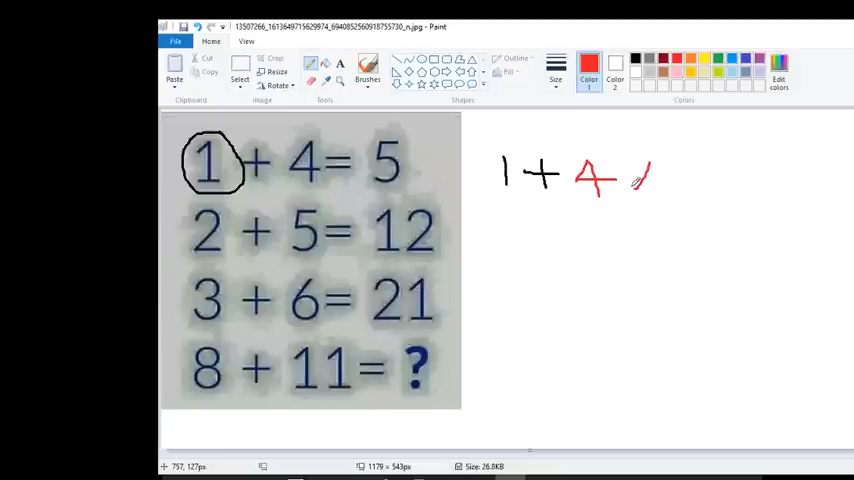 13507266_1613649715629974_6940852560918755730_n.jpg - Paint
File Home View
Cut
Crop
Outline
Copy
Resize
Fill
Paste
Select
Rotate
A
Brushes
Size
Color 1
Color 2
Edit colors
Clipboard
Image
Tools
Shapes
Colors
1 + 4= 5
1 + 4
2 + 5= 12
3 + 6= 21
8 + 11= ?
757, 127px
1179 × 543px
Size: 26.8KB